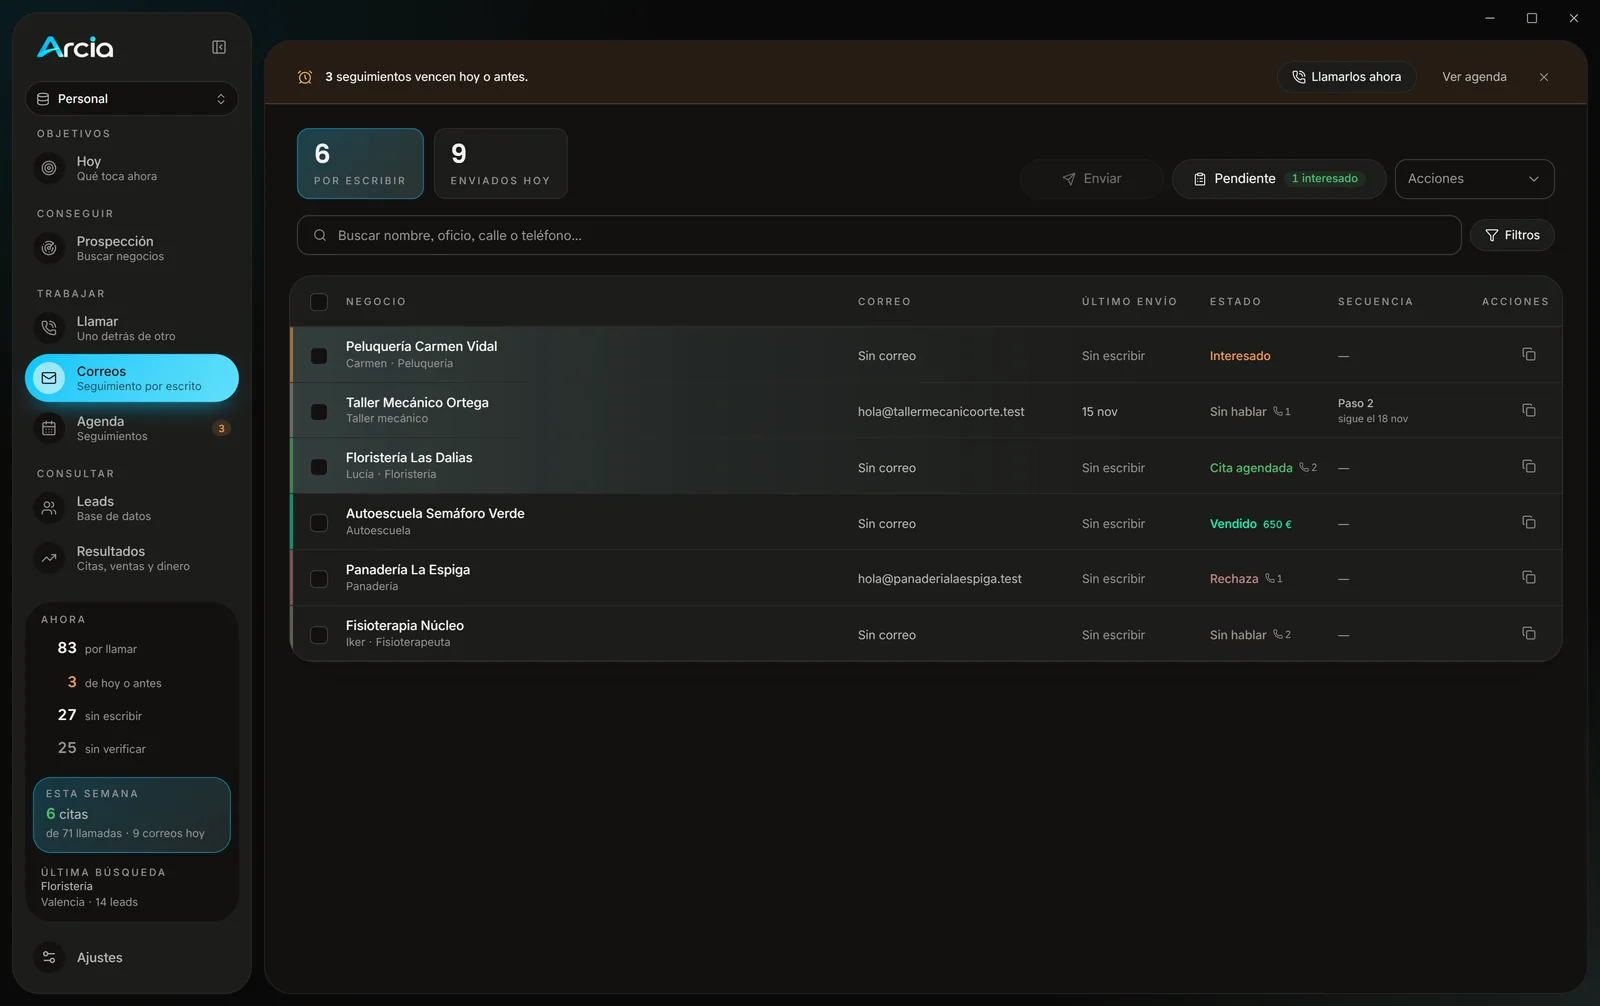 Arcia
Personal
OBJETIVOS
Hoy
Qué toca ahora
CONSEGUIR
Prospección
Buscar negocios
TRABAJAR
Llamar
Uno detrás de otro
Correos
Seguimiento por escrito
Agenda
Seguimientos
3
CONSULTAR
Leads
Base de datos
Resultados
Citas, ventas y dinero
AHORA
83 por llamar
3 de hoy o antes
27 sin escribir
25 sin verificar
ESTA SEMANA
6 citas
de 71 llamadas · 9 correos hoy
ÚLTIMA BÚSQUEDA
Floristería
Valencia · 14 leads
Ajustes
3 seguimientos vencen hoy o antes.
Llamarlos ahora
Ver agenda
6
POR ESCRIBIR
9
ENVIADOS HOY
Enviar
Pendiente 1 interesado
Acciones
Buscar nombre, oficio, calle o teléfono...
Filtros
NEGOCIO CORREO ÚLTIMO ENVÍO ESTADO SECUENCIA ACCIONES
Peluquería Carmen Vidal
Carmen · Peluquería
Sin correo Sin escribir Interesado —
Taller Mecánico Ortega
Taller mecánico
hola@tallermecanicoorte.test 15 nov Sin hablar 1
Paso 2
sigue el 18 nov
Floristería Las Dalias
Lucía · Floristería
Sin correo Sin escribir Cita agendada 2 —
Autoescuela Semáforo Verde
Autoescuela
Sin correo Sin escribir Vendido 650 € —
Panadería La Espiga
Panadería
hola@panaderialaespiga.test Sin escribir Rechaza 1 —
Fisioterapia Núcleo
Iker · Fisioterapeuta
Sin correo Sin escribir Sin hablar 2 —